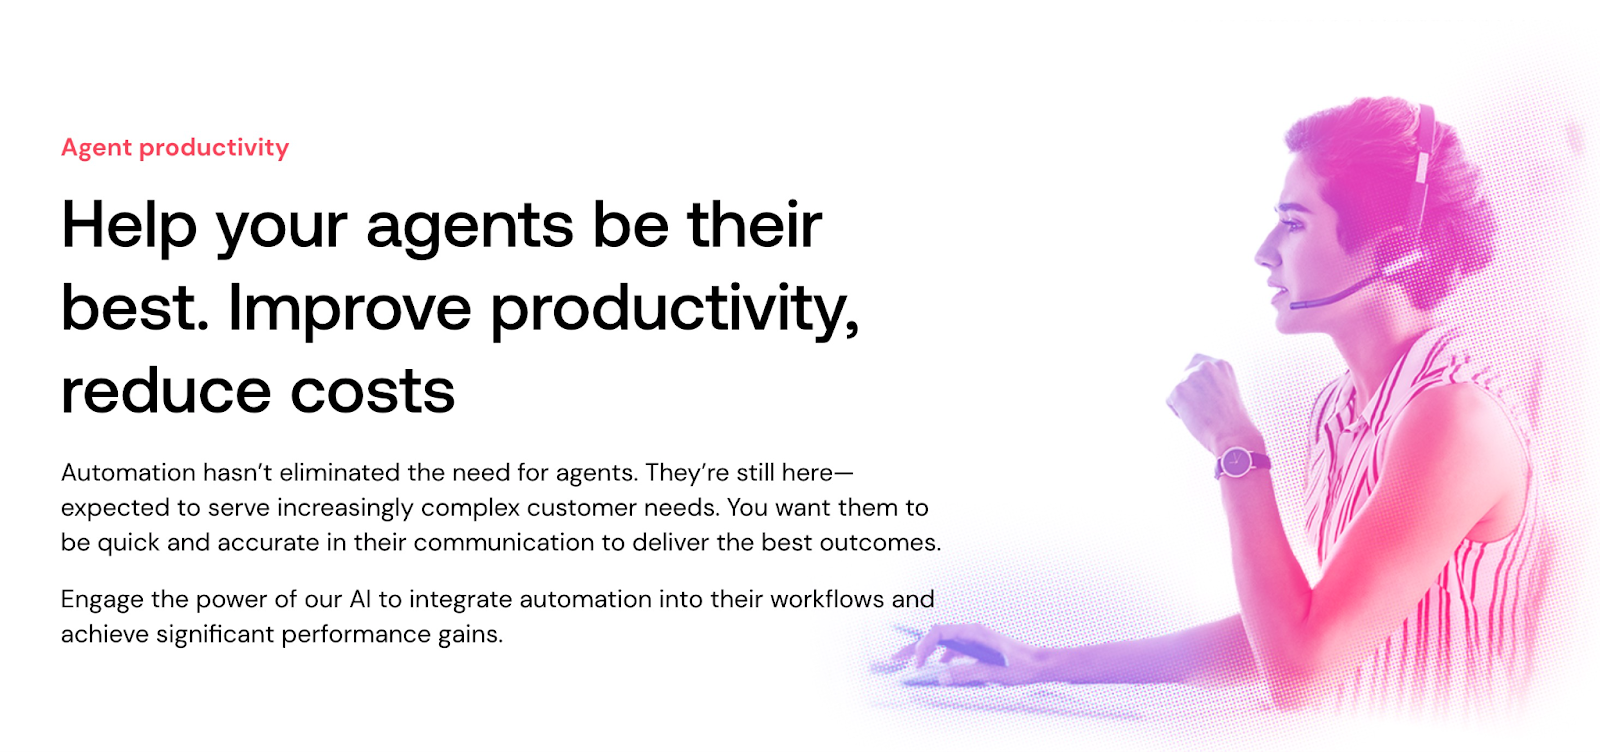 Agent productivity
Help your agents be their
best. Improve productivity,
reduce costs
Automation hasn’t eliminated the need for agents. They’re still here—
expected to serve increasingly complex customer needs. You want them to
be quick and accurate in their communication to deliver the best outcomes.
Engage the power of our AI to integrate automation into their workflows and
achieve significant performance gains.